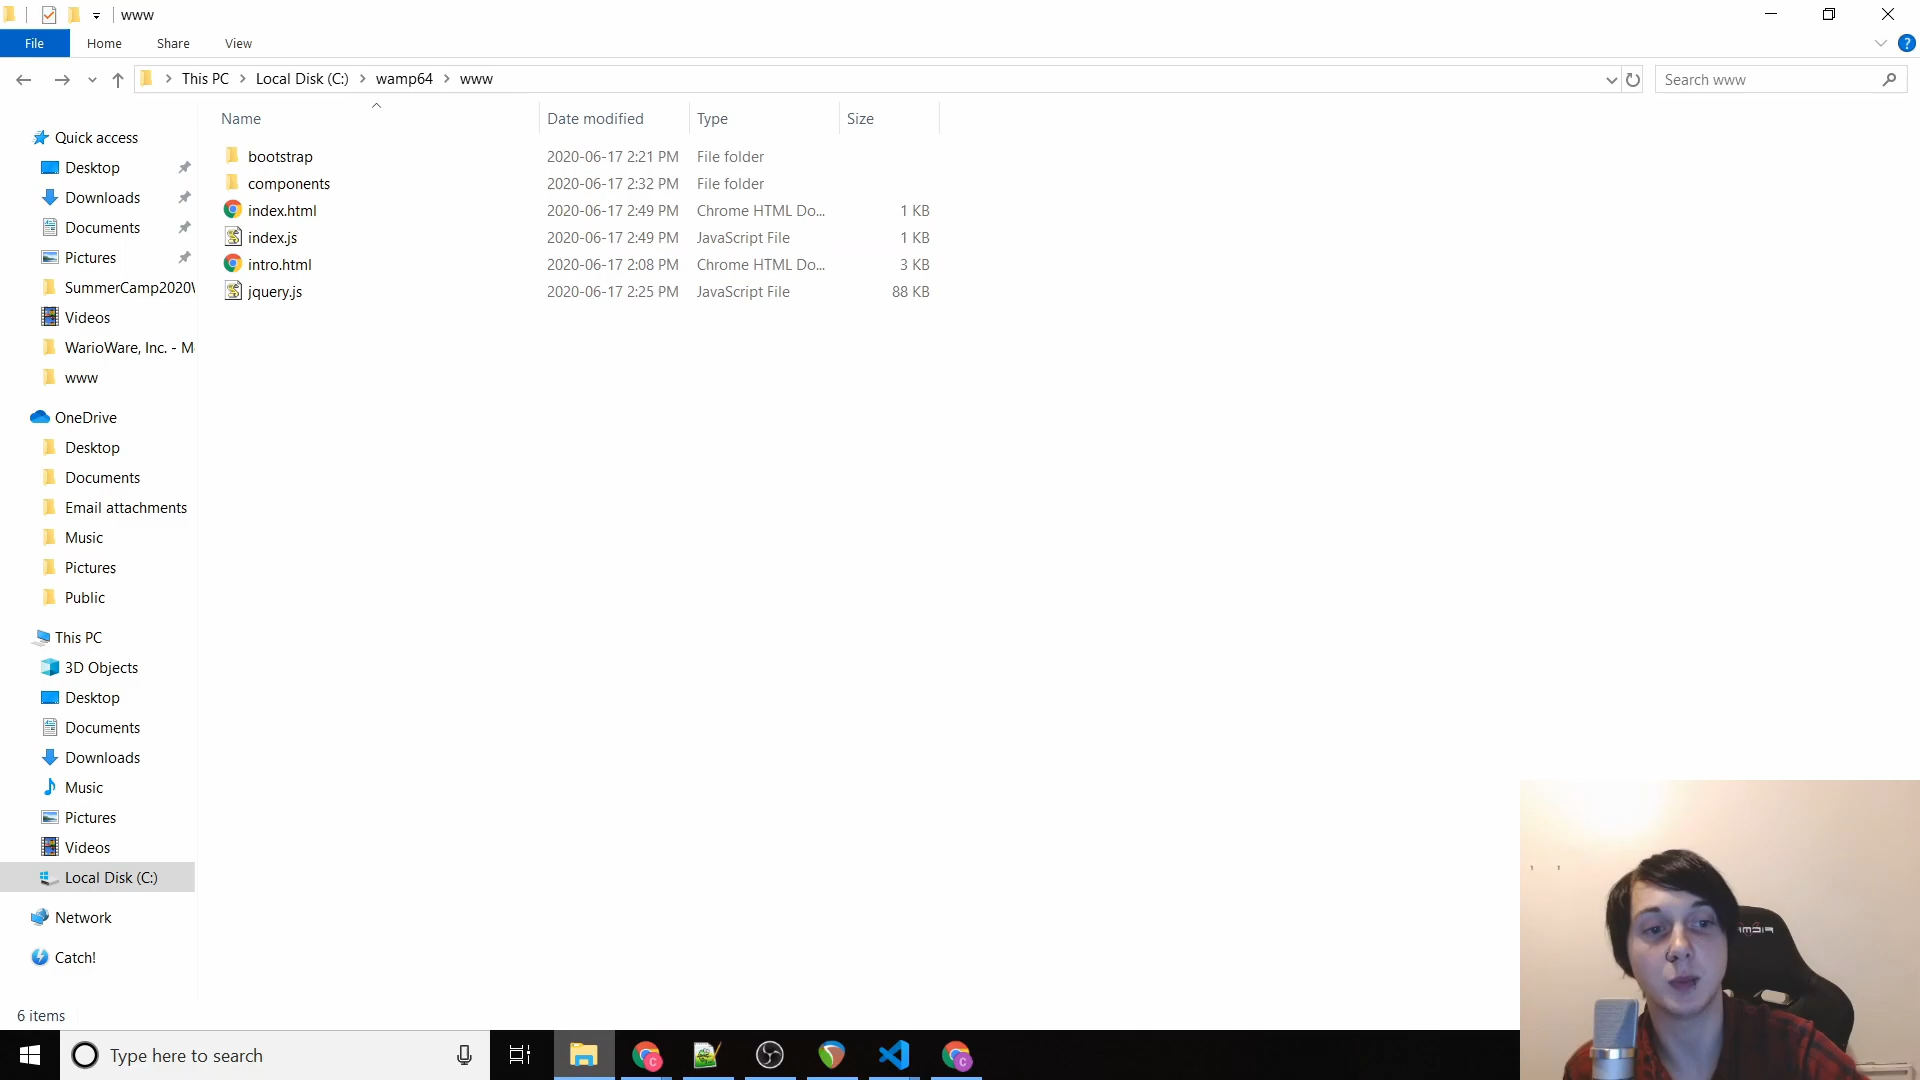 www
File Home Share View
This PC Local Disk (C:) wamp64 www
Search www
Name Date modified Type Size
bootstrap 2020-06-17 2:21 PM File folder
components 2020-06-17 2:32 PM File folder
index.html 2020-06-17 2:49 PM Chrome HTML Do... 1 KB
index.js 2020-06-17 2:49 PM JavaScript File 1 KB
intro.html 2020-06-17 2:08 PM Chrome HTML Do... 3 KB
jquery.js 2020-06-17 2:25 PM JavaScript File 88 KB
Quick access
Desktop
Downloads
Documents
Pictures
SummerCamp2020
Videos
WarioWare, Inc. - M
www
OneDrive
Desktop
Documents
Email attachments
Music
Pictures
Public
This PC
3D Objects
Desktop
Documents
Downloads
Music
Pictures
Videos
Local Disk (C:)
Network
Catch!
6 items
Type here to search